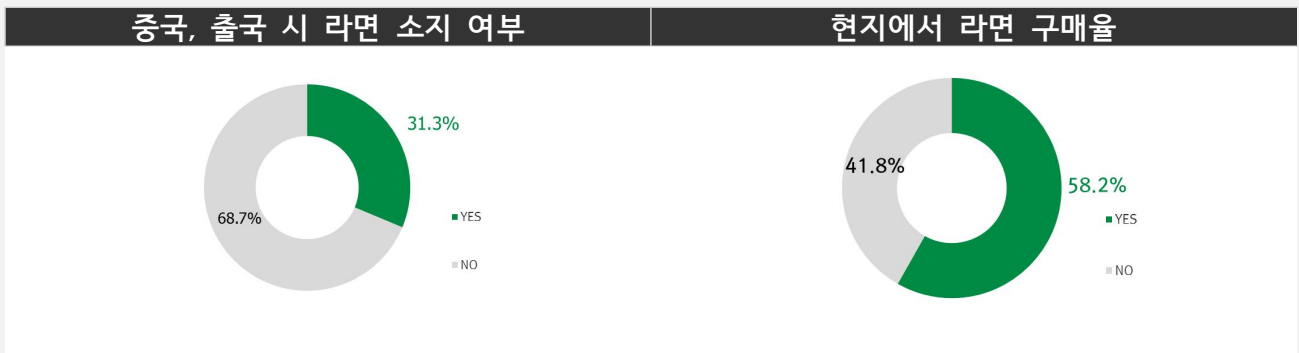 중국, 출국 시 라면 소지 여부
31.3%
68.7%
YES
NO
현지에서 라면 구매율
41.8%
58.2%
YES
NO